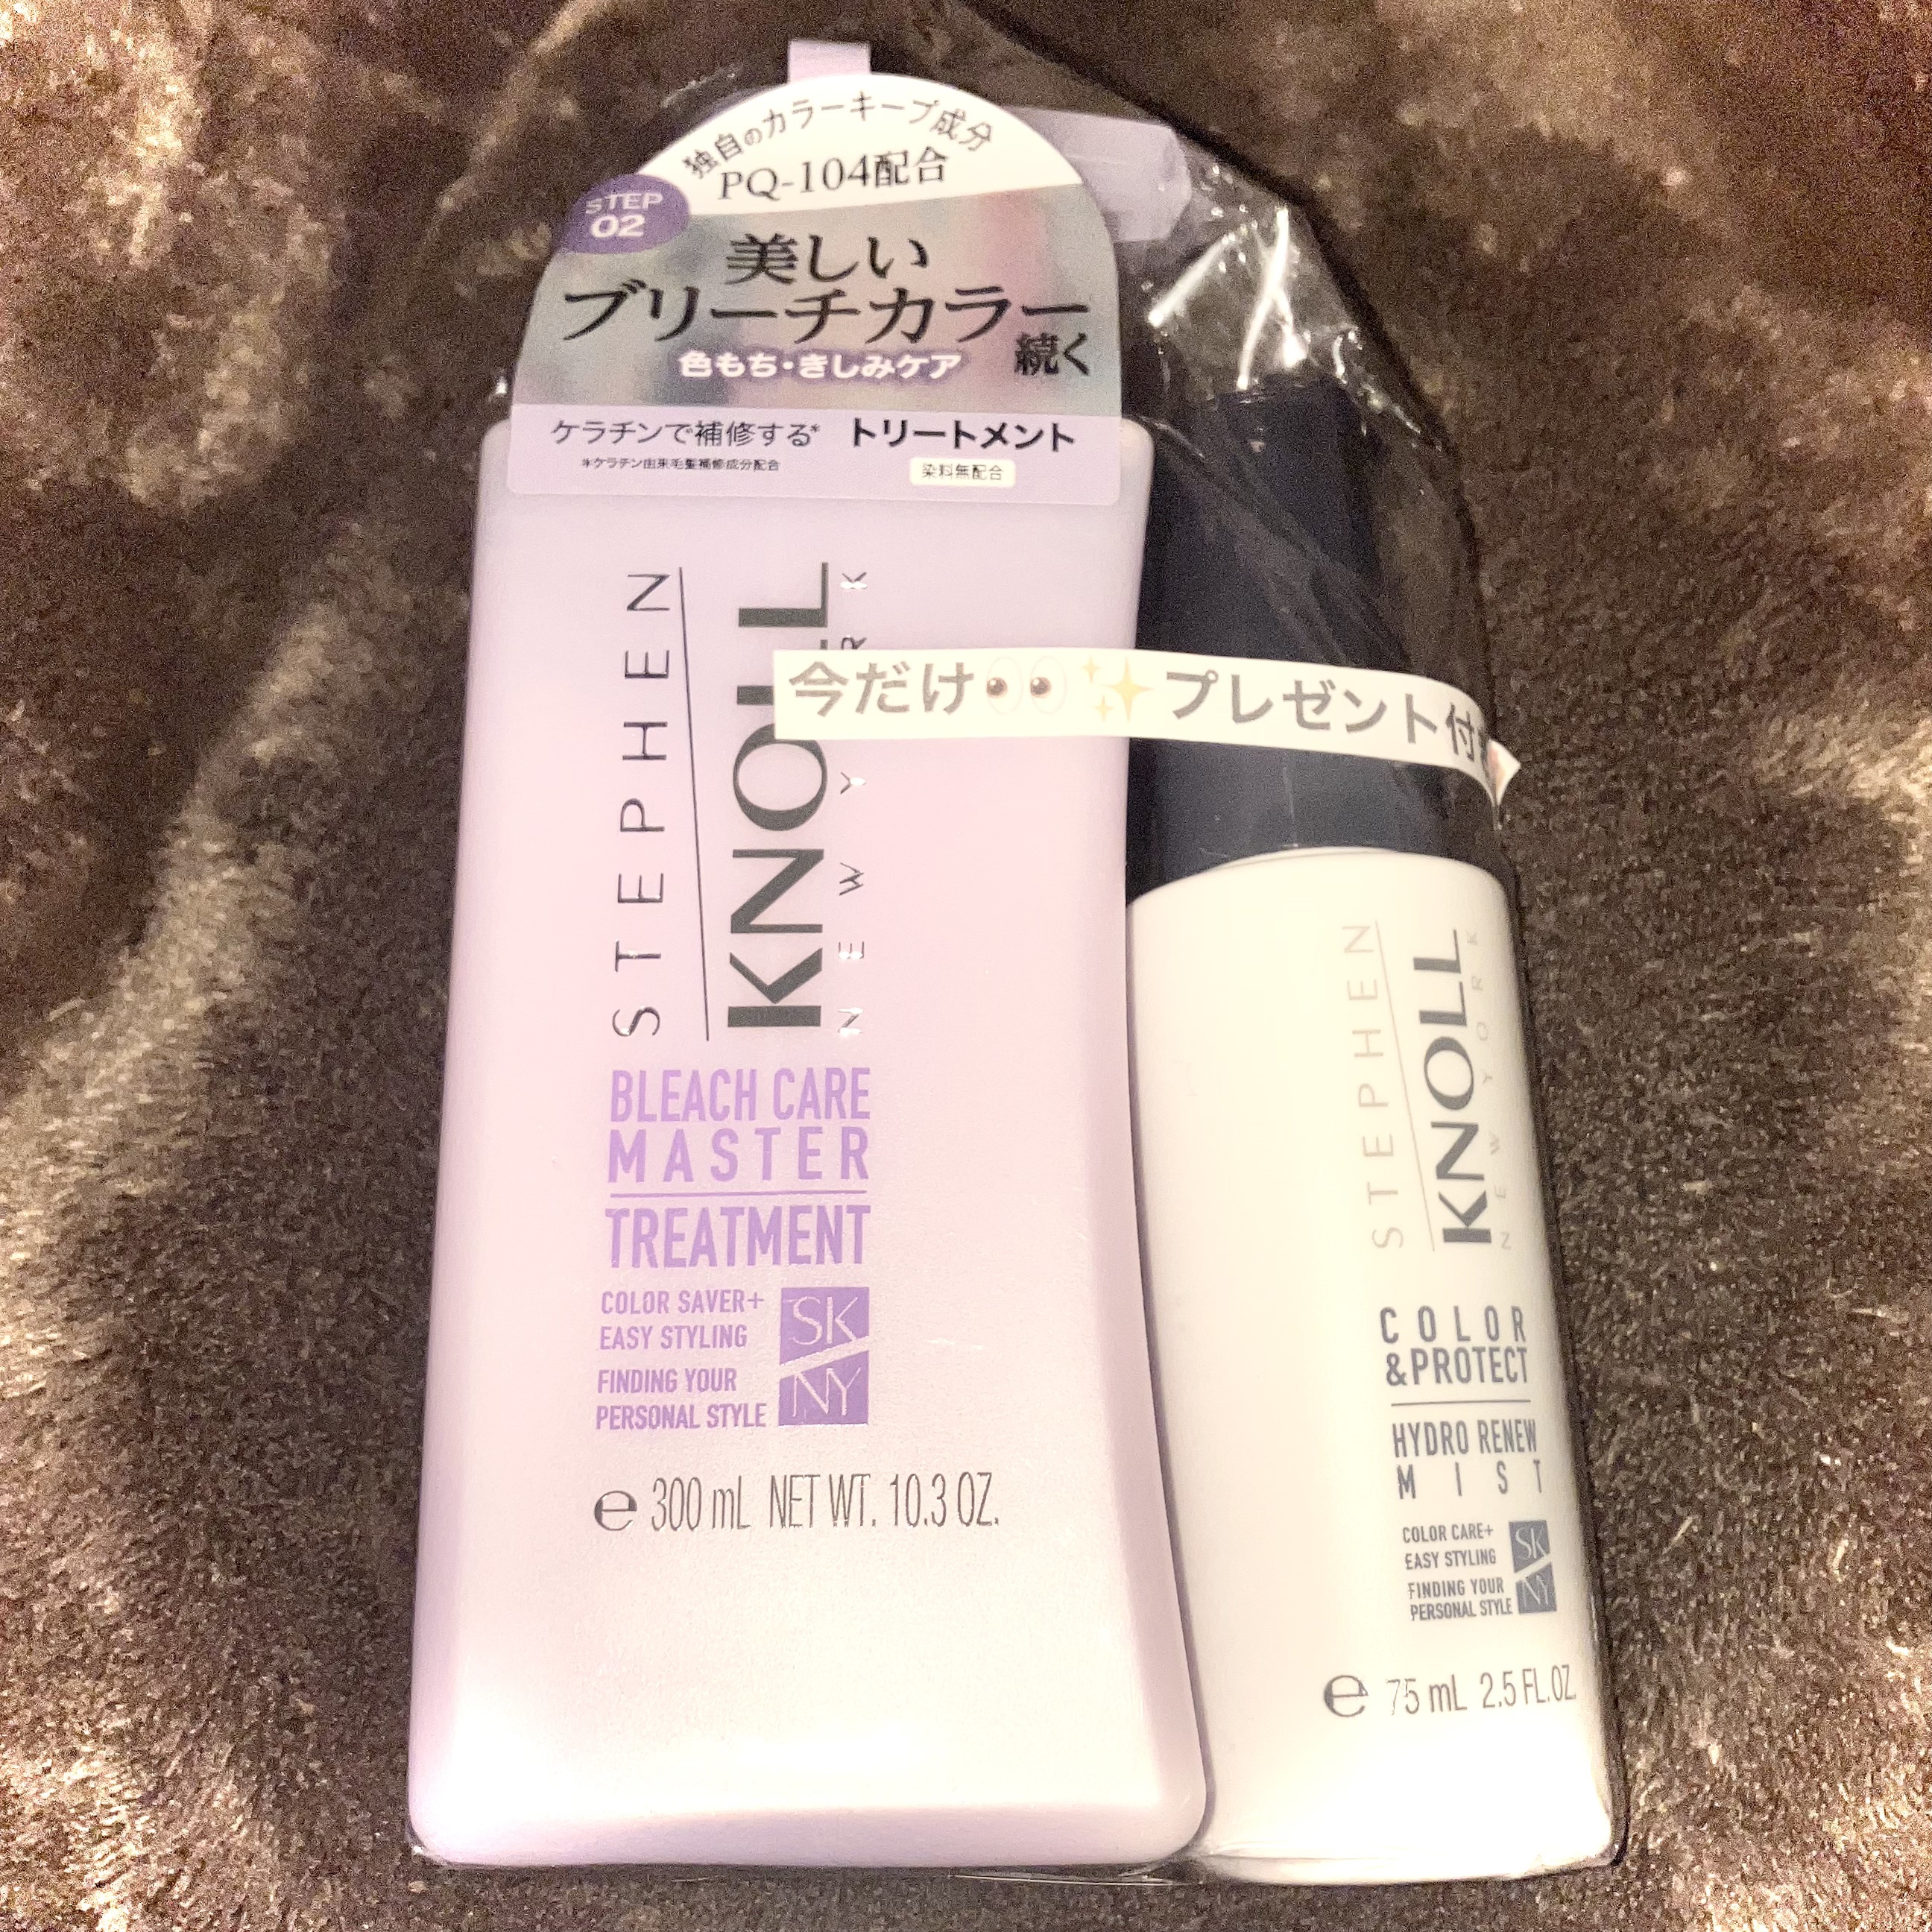 独自のカラーキープ成分
PQ-104配合
STEP
02
美しい
ブリーチカラー
続く
色もち・きしみケア
ケラチンで補修する* トリートメント
*ケラチン由来毛髪補修成分配合
染料無配合
STEPHEN
KNOLL
NEW Y RK
BLEACH CARE
MASTER
TREATMENT
COLOR SAVER+
EASY STYLING
FINDING YOUR
PERSONAL STYLE
SK
NY
e 300 mL NET WT. 10.3 OZ.
今だけ👀✨プレゼント付き
STEPHEN
KNOLL
NEW YORK
COLOR
&PROTECT
HYDRO RENEW
MIST
COLOR CARE+
EASY STYLING
FINDING YOUR
PERSONAL STYLE
SK
NY
e 75 mL 2.5 FL.OZ.